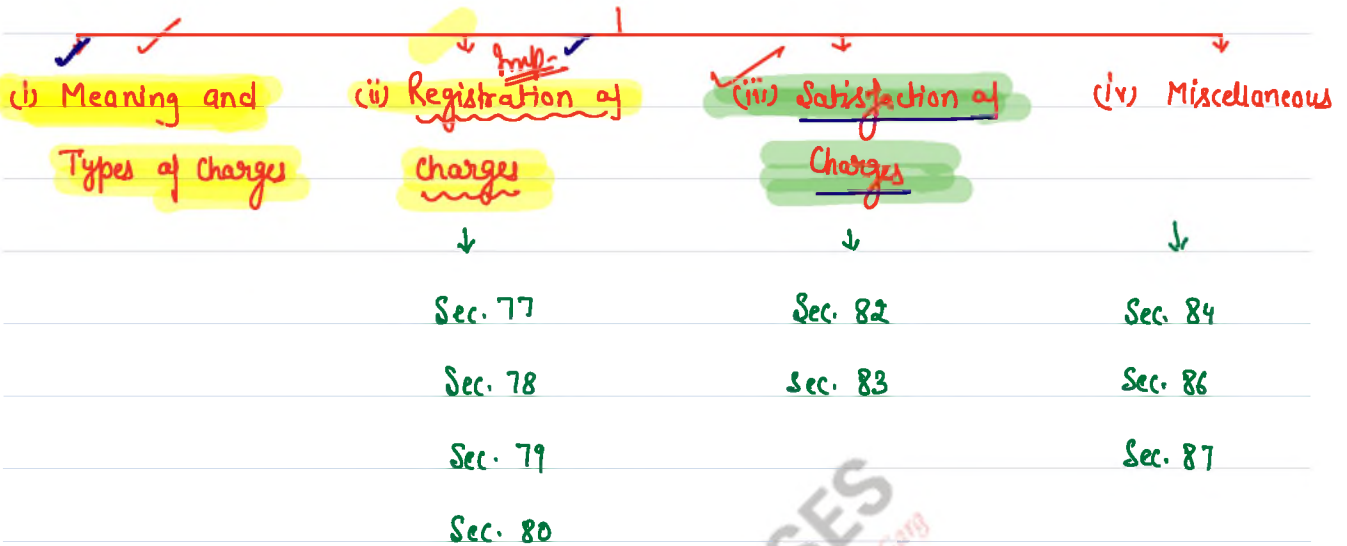 Imp-
(i) Meaning and
Types of Charges
(ii) Registration of
charges
(iii) Satisfaction of
Charges
(iv) Miscellaneous
Sec. 77
Sec. 78
Sec. 79
Sec. 80
Sec. 82
Sec. 83
Sec. 84
Sec. 86
Sec. 87